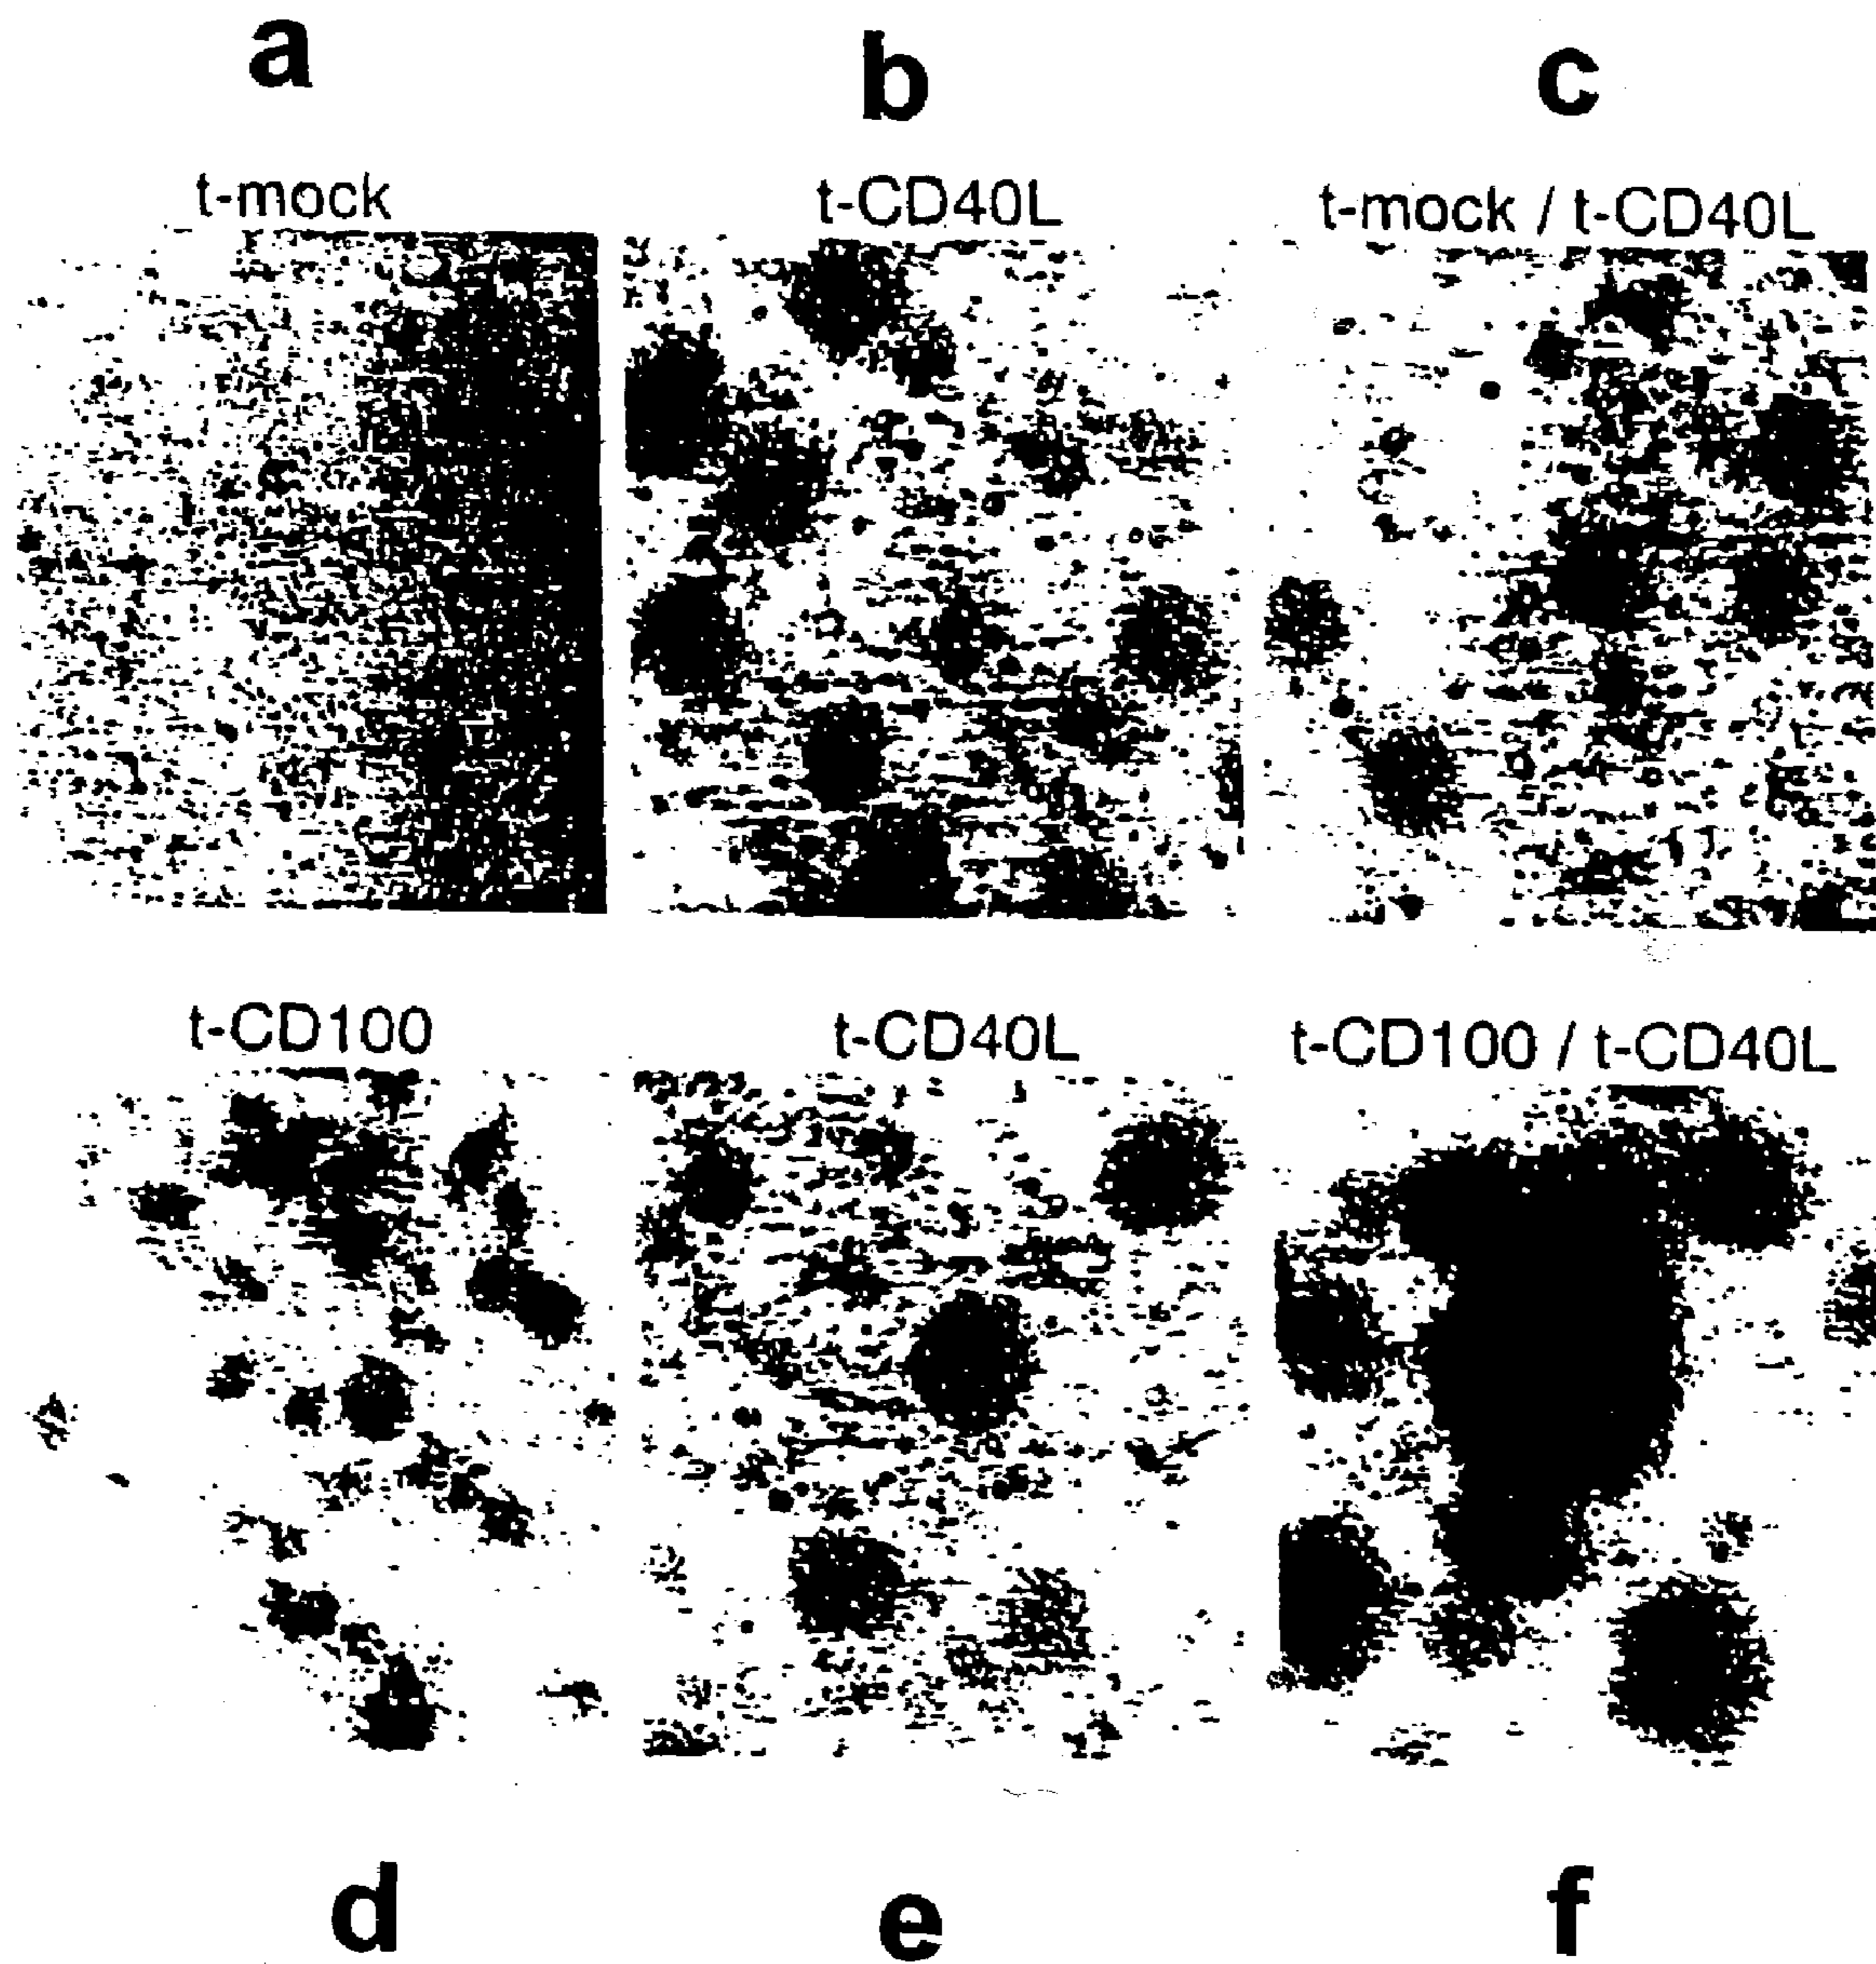 a b c
t-mock t-CD40L t-mock / t-CD40L
t-CD100 t-CD40L t-CD100 / t-CD40L
d e f